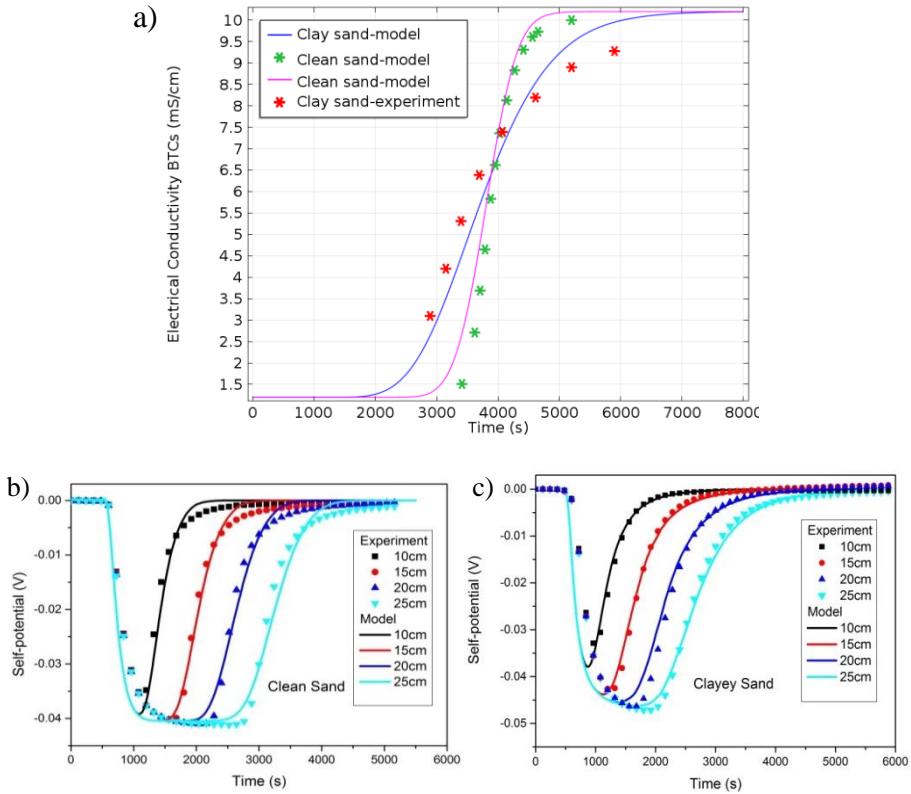 a)
Electrical Conductivity BTCs (mS/cm)
10
9.5
9
8.5
8
7.5
7
6.5
6
5.5
5
4.5
4
3.5
3
2.5
2
1.5
Clay sand-model
Clean sand-model
Clean sand-model
Clay sand-experiment
0 1000 2000 3000 4000 5000 6000 7000 800
Time (s)
b)
Self-potential (V)
0.00
-0.01
-0.02
-0.03
-0.04
Experiment
10cm
15cm
20cm
25cm
Model
10cm
15cm
20cm
25cm
Clean Sand
0 1000 2000 3000 4000 5000 6000
Time (s)
c)
Self-potential (V)
0.00
-0.01
-0.02
-0.03
-0.04
-0.05
Experiment
10cm
15cm
20cm
25cm
Model
10cm
15cm
20cm
25cm
Clayey Sand
0 1000 2000 3000 4000 5000 6000
Time (s)